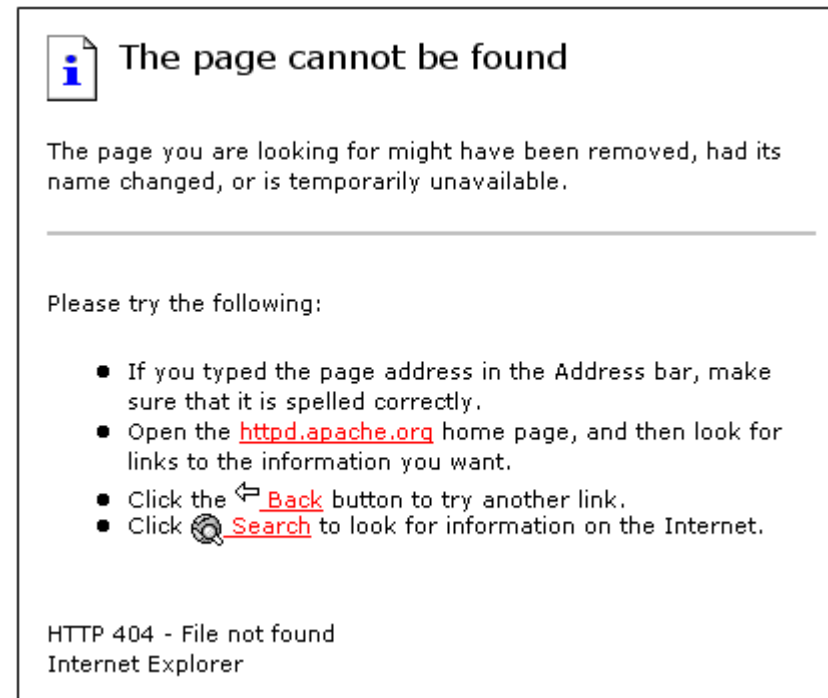 The page cannot be found
The page you are looking for might have been removed, had its
name changed, or is temporarily unavailable.
Please try the following:
If you typed the page address in the Address bar, make
sure that it is spelled correctly.
Open the httpd.apache.org home page, and then look for
links to the information you want.
Click the Back button to try another link.
Click Search to look for information on the Internet.
HTTP 404 - File not found
Internet Explorer